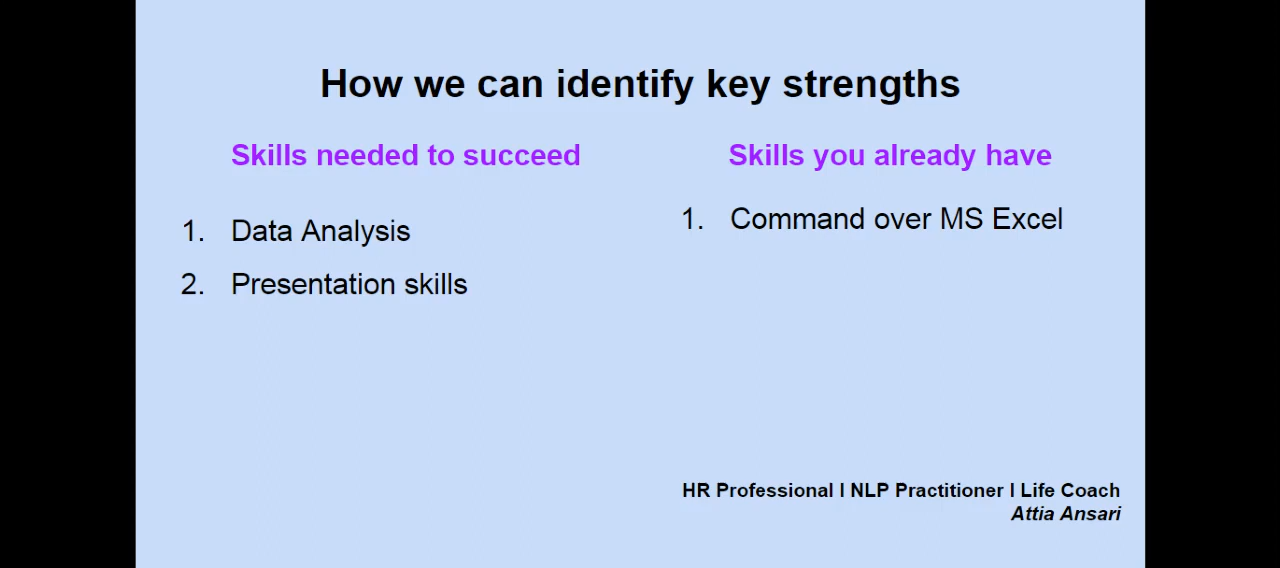 How we can identify key strengths
Skills needed to succeed
1. Data Analysis
2. Presentation skills
Skills you already have
1. Command over MS Excel
HR Professional I NLP Practitioner I Life Coach
Attia Ansari